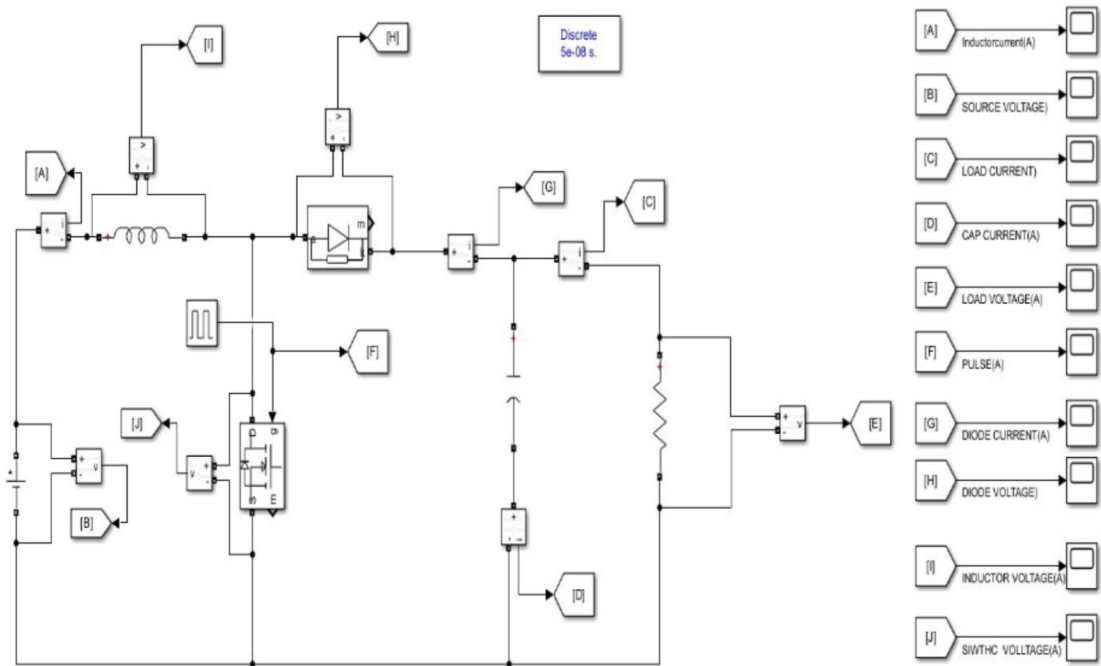 [I]
[H]
Discrete
5e-08 s.
[A]
[G]
[C]
[F]
[J]
[B]
[D]
[E]
g
D
S
m
m
a
k
v
+
-
i
[A]
Inductorcurrent(A)
[B]
SOURCE VOLTAGE)
[C]
LOAD CURRENT)
[D]
CAP CURRENT(A)
[E]
LOAD VOLTAGE(A)
[F]
PULSE(A)
[G]
DIODE CURRENT(A)
[H]
DIODE VOLTAGE)
[I]
INDUCTOR VOLTAGE(A)
[J]
SIWTHC VOLLTAGE(A)